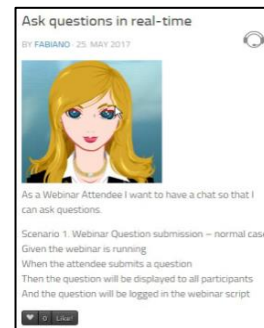 Ask questions in real-time
BY FABIANO · 25. MAY 2017
As a Webinar Attendee I want to have a chat so that I
can ask questions.
Scenario 1: Webinar Question submission – normal case
Given the webinar is running
When the attendee submits a question
Then the question will be displayed to all participants
And the question will be logged in the webinar script
0 Like!